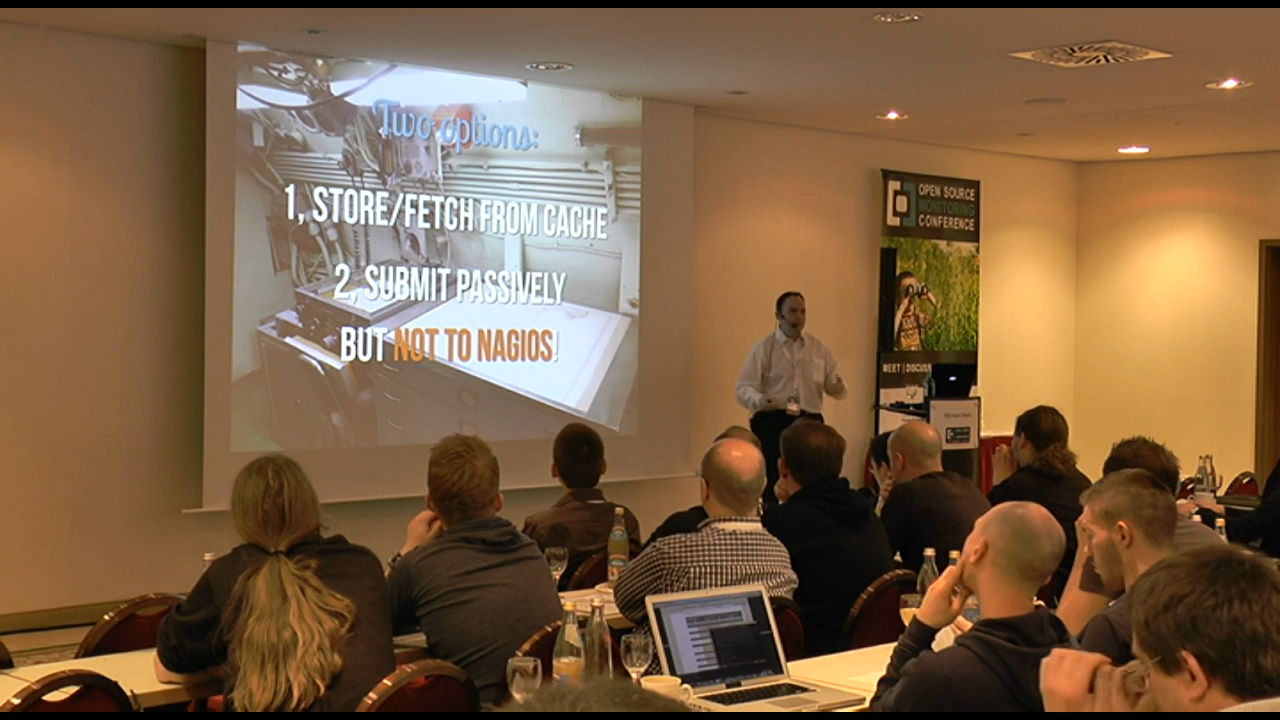 Two options:
1, STORE/FETCH FROM CACHE
2, SUBMIT PASSIVELY
BUT NOT TO NAGIOS!
OPEN SOURCE
MONITORING
CONFERENCE
MEET | DISCUSS